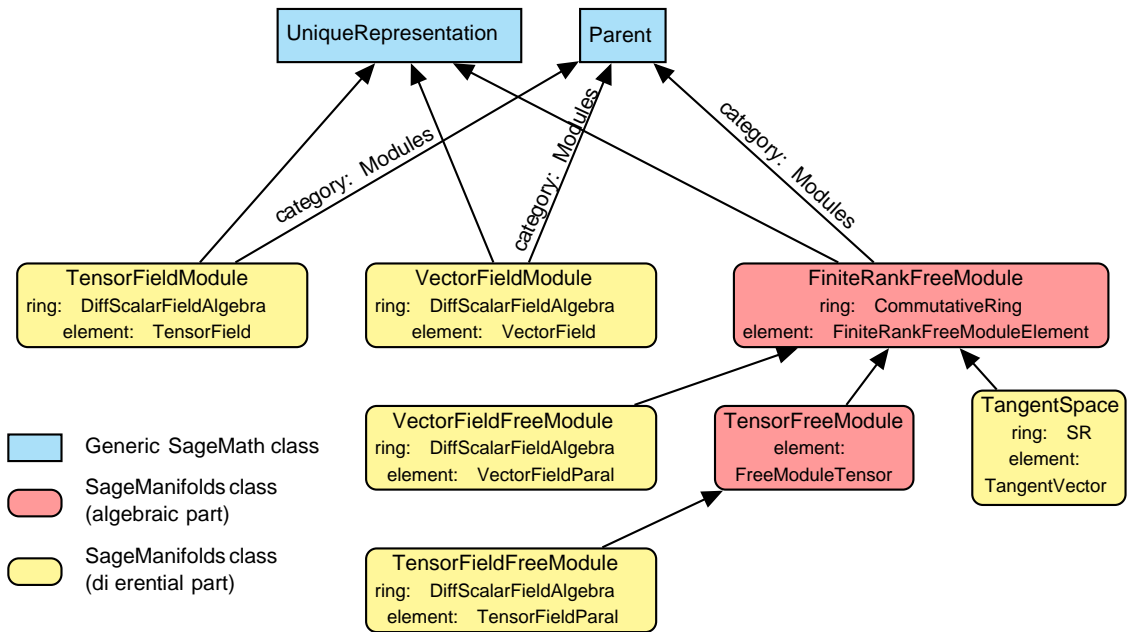 UniqueRepresentation
Parent
category: Modules
category: Modules
category: Modules
TensorFieldModule
ring: DiffScalarFieldAlgebra
element: TensorField
VectorFieldModule
ring: DiffScalarFieldAlgebra
element: VectorField
FiniteRankFreeModule
ring: CommutativeRing
element: FiniteRankFreeModuleElement
VectorFieldFreeModule
ring: DiffScalarFieldAlgebra
element: VectorFieldParal
TensorFreeModule
element:
FreeModuleTensor
TangentSpace
ring: SR
element:
TangentVector
Generic SageMath class
SageManifolds class
(algebraic part)
SageManifolds class
(di erential part)
TensorFieldFreeModule
ring: DiffScalarFieldAlgebra
element: TensorFieldParal